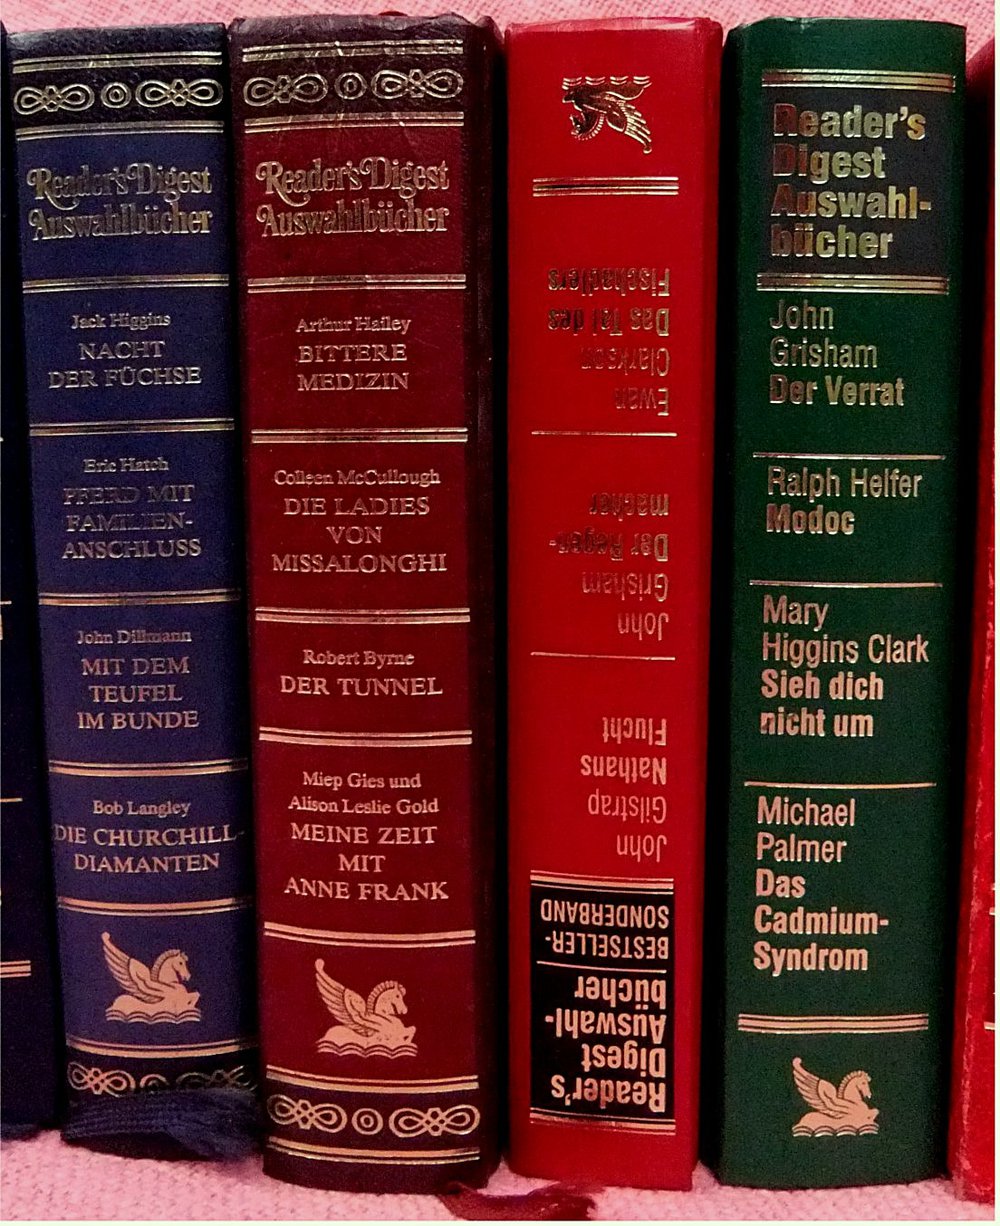 Reader's Digest
Auswahlbücher
Jack Higgins
NACHT
DER FÜCHSE
Eric Hatch
PFERD MIT
FAMILIEN-
ANSCHLUSS
John Dillmann
MIT DEM
TEUFEL
IM BUNDE
Bob Langley
DIE CHURCHILL-
DIAMANTEN
Reader's Digest
Auswahlbücher
Arthur Hailey
BITTERE
MEDIZIN
Colleen McCullough
DIE LADIES
VON
MISSALONGHI
Robert Byrne
DER TUNNEL
Miep Gies und
Alison Leslie Gold
MEINE ZEIT
MIT
ANNE FRANK
Reader's
Digest
Auswahl-
bücher
BESTSELLER-
SONDERBAND
John
Gilstrap
Nathans
Flucht
John
Grisham
Der Regen-
macher
Ewan
Clarkson
Das Tal des
Fischadlers
Reader's
Digest
Auswahl-
bücher
John
Grisham
Der Verrat
Ralph Helfer
Modoc
Mary
Higgins Clark
Sieh dich
nicht um
Michael
Palmer
Das
Cadmium-
Syndrom